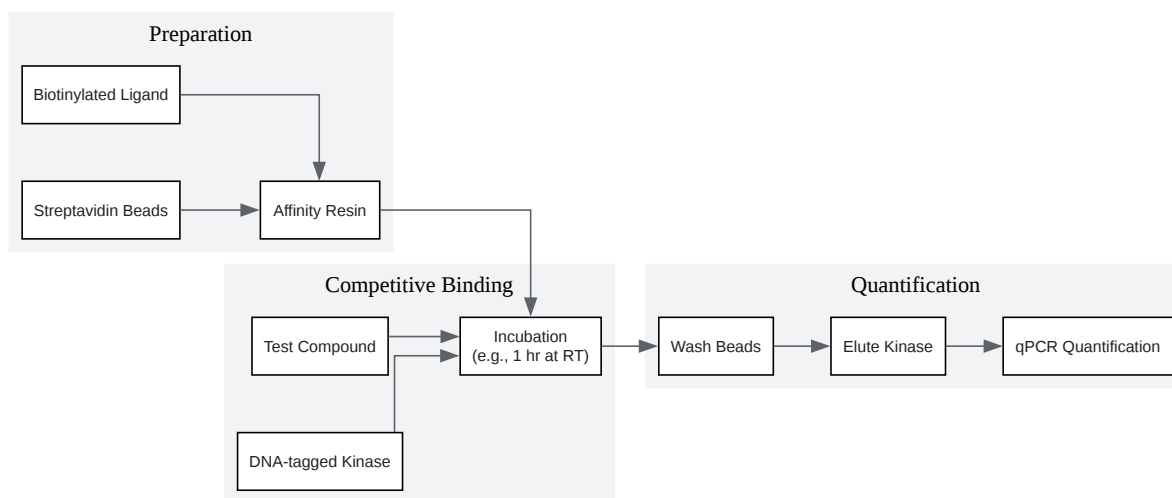 Preparation
Biotinylated Ligand
Streptavidin Beads
Affinity Resin
Competitive Binding
Test Compound
Incubation
(e.g., 1 hr at RT)
DNA-tagged Kinase
Quantification
Wash Beads
Elute Kinase
qPCR Quantification